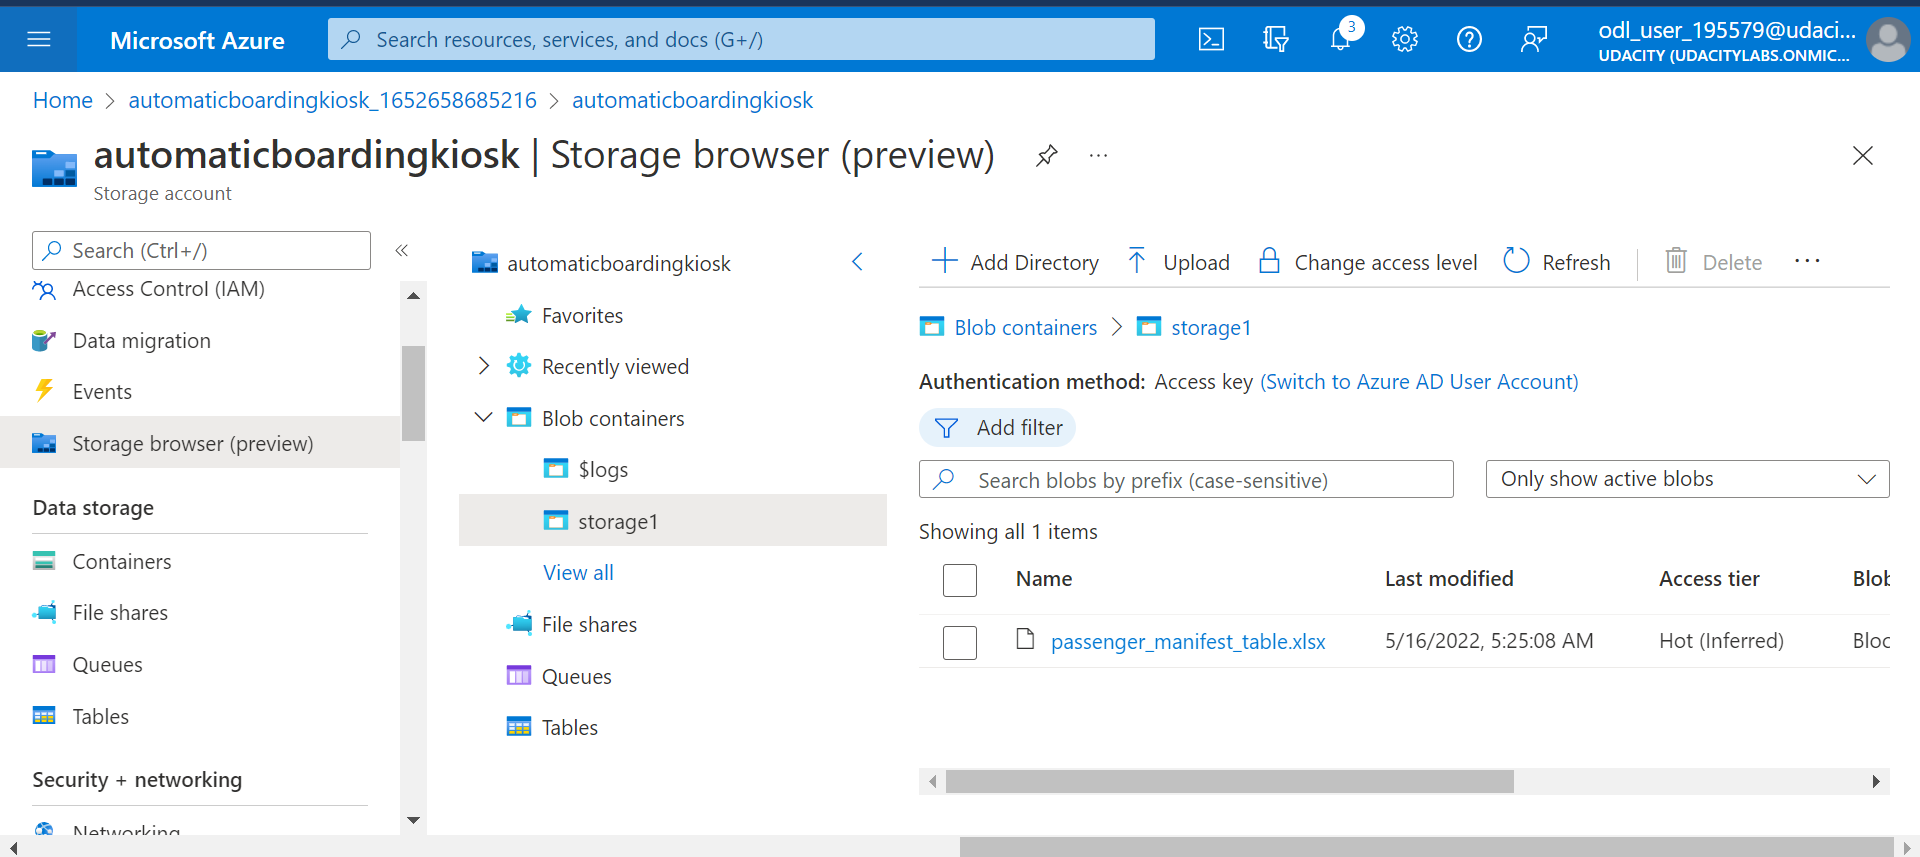 Microsoft Azure
Search resources, services, and docs (G+/)
3
odl_user_195579@udaci...
UDACITY (UDACITYLABS.ONMIC...
Home > automaticboardingkiosk_1652658685216 > automaticboardingkiosk
automaticboardingkiosk | Storage browser (preview)
Storage account
Search (Ctrl+/)
Access Control (IAM)
Data migration
Events
Storage browser (preview)
Data storage
Containers
File shares
Queues
Tables
Security + networking
Networking
automaticboardingkiosk
Favorites
Recently viewed
Blob containers
$logs
storage1
View all
File shares
Queues
Tables
Add Directory Upload Change access level Refresh Delete ...
Blob containers > storage1
Authentication method: Access key (Switch to Azure AD User Account)
Add filter
Search blobs by prefix (case-sensitive)
Only show active blobs
Showing all 1 items
Name Last modified Access tier Blob
passenger_manifest_table.xlsx 5/16/2022, 5:25:08 AM Hot (Inferred) Bloc